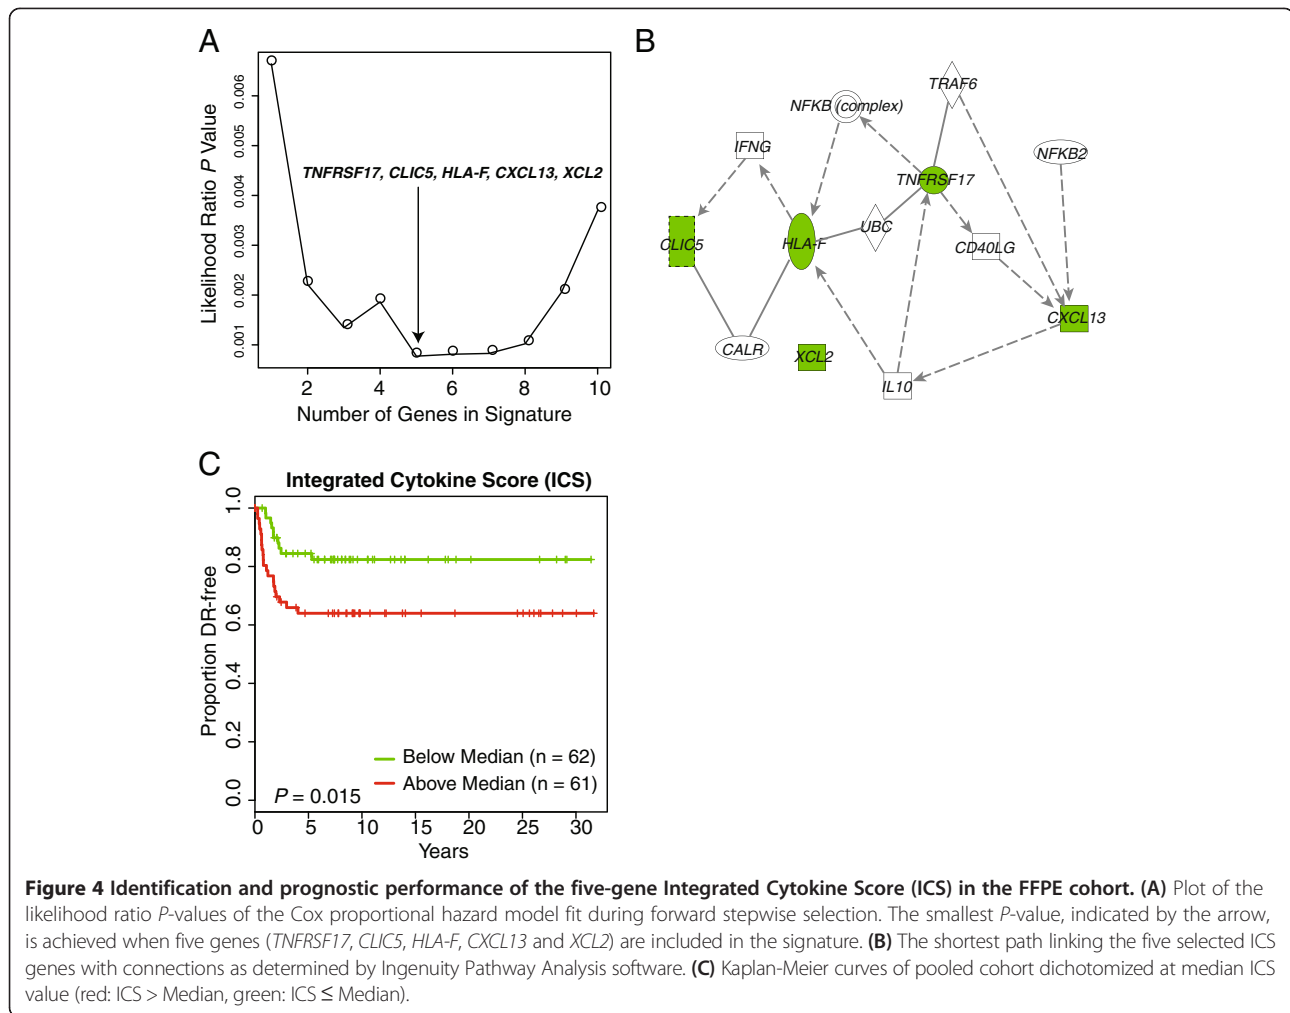 A
Likelihood Ratio P Value
0.006
0.005
0.004
0.003
0.002
0.001
TNFRSF17, CLIC5, HLA-F, CXCL13, XCL2
2 4 6 8 10
Number of Genes in Signature
B
TRAF6
NFKB (complex)
IFNG
NFKB2
TNFRSF17
UBC
CLIC5
HLA-F
CD40LG
CXCL13
CALR
XCL2
IL10
C
Integrated Cytokine Score (ICS)
Proportion DR-free
1.0
0.8
0.6
0.4
0.2
0.0
Below Median (n = 62)
Above Median (n = 61)
P = 0.015
0 5 10 15 20 25 30
Years
Figure 4 Identification and prognostic performance of the five-gene Integrated Cytokine Score (ICS) in the FFPE cohort. (A) Plot of the
likelihood ratio P-values of the Cox proportional hazard model fit during forward stepwise selection. The smallest P-value, indicated by the arrow,
is achieved when five genes (TNFRSF17, CLIC5, HLA-F, CXCL13 and XCL2) are included in the signature. (B) The shortest path linking the five selected ICS
genes with connections as determined by Ingenuity Pathway Analysis software. (C) Kaplan-Meier curves of pooled cohort dichotomized at median ICS
value (red: ICS > Median, green: ICS ≤ Median).